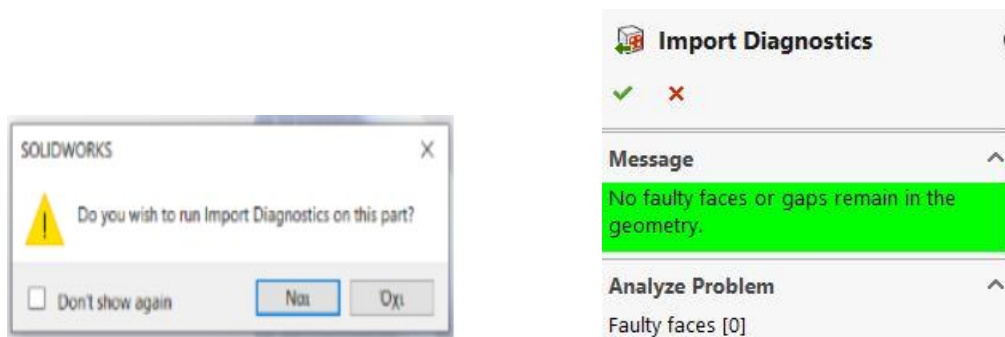 SOLIDWORKS
Do you wish to run Import Diagnostics on this part?
Don't show again
Ναι
Όχι
Import Diagnostics
Message
No faulty faces or gaps remain in the
geometry.
Analyze Problem
Faulty faces [0]